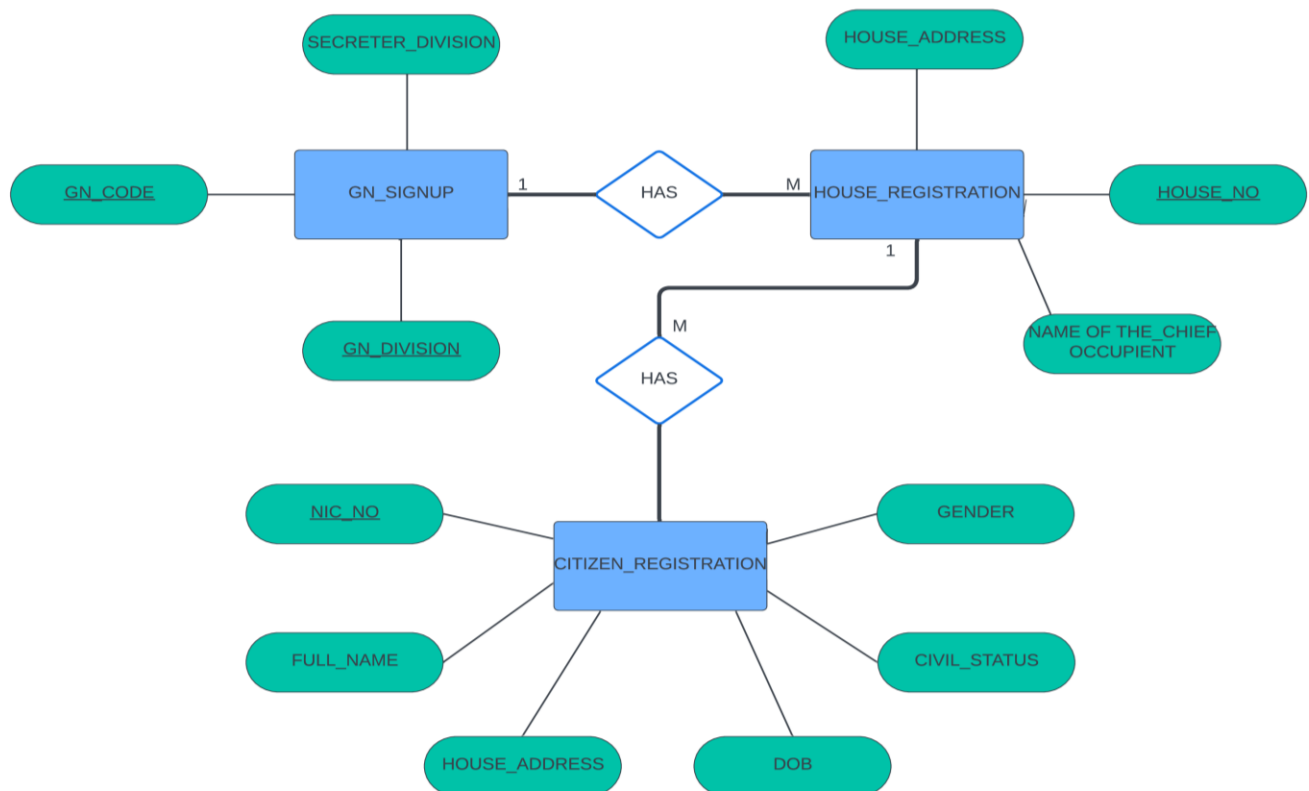 SECRETER_DIVISION
HOUSE_ADDRESS
GN_CODE
GN_SIGNUP
1
HAS
M
HOUSE_REGISTRATION
HOUSE_NO
1
GN_DIVISION
M
NAME OF THE_CHIEF
OCCUPIENT
HAS
NIC_NO
GENDER
CITIZEN_REGISTRATION
FULL_NAME
CIVIL_STATUS
HOUSE_ADDRESS
DOB